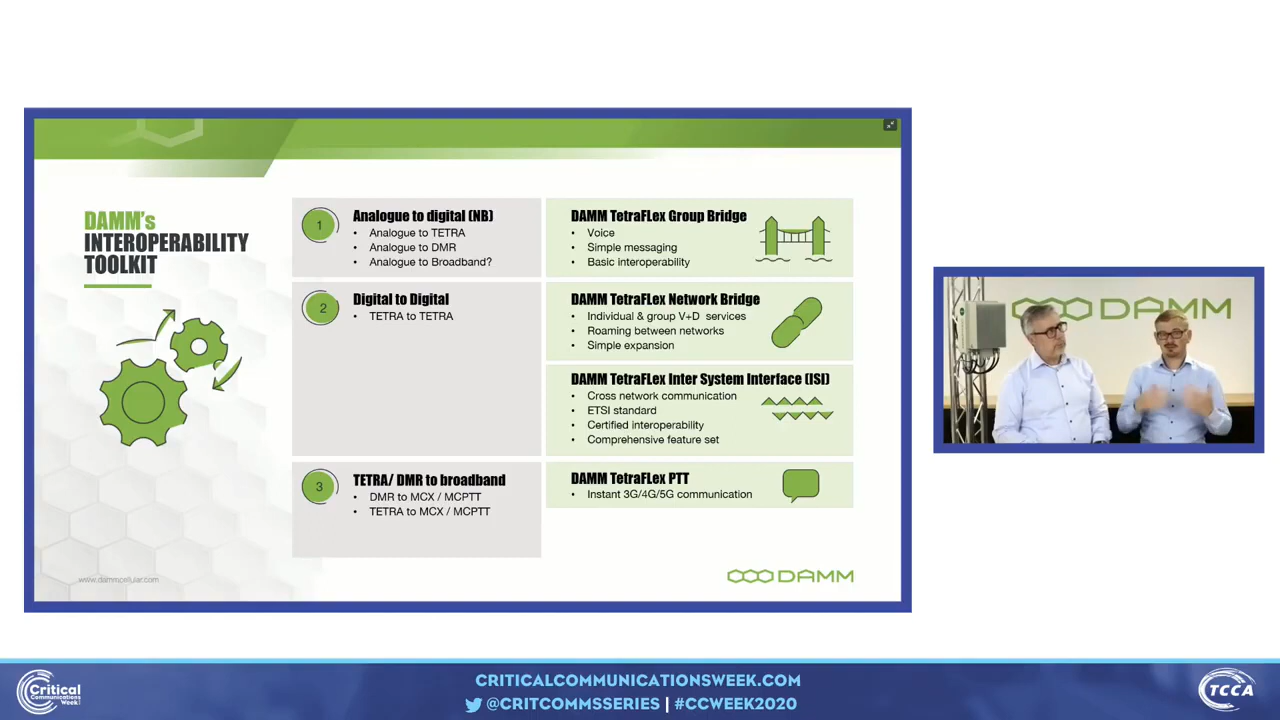 DAMM's
INTEROPERABILITY
TOOLKIT
1
Analogue to digital (NB)
• Analogue to TETRA
• Analogue to DMR
• Analogue to Broadband?
DAMM TetraFlex Group Bridge
• Voice
• Simple messaging
• Basic interoperability
2
Digital to Digital
• TETRA to TETRA
DAMM TetraFlex Network Bridge
• Individual & group V+D services
• Roaming between networks
• Simple expansion
DAMM TetraFlex Inter System Interface (ISI)
• Cross network communication
• ETSI standard
• Certified interoperability
• Comprehensive feature set
3
TETRA/ DMR to broadband
• DMR to MCX / MCPTT
• TETRA to MCX / MCPTT
DAMM TetraFlex PTT
• Instant 3G/4G/5G communication
www.dammcellular.com
DAMM
DAMM
Critical
Communications
Week
CRITICALCOMMUNICATIONSWEEK.COM
@CRITCOMMSSERIES | #CCWEEK2020
TCCA